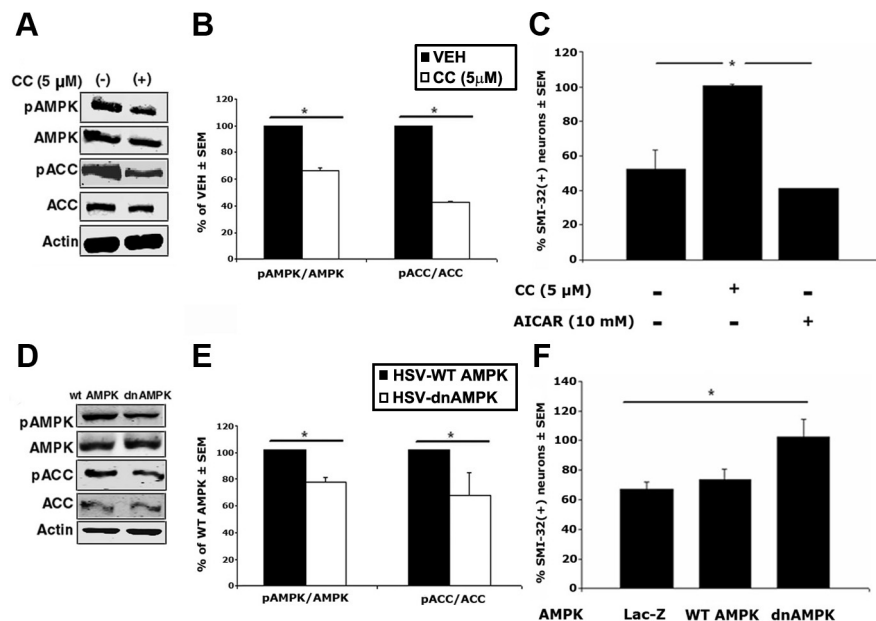 A
CC (5 µM) (-) (+)
pAMPK
AMPK
pACC
ACC
Actin
B
VEH
CC (5µM)
% of VEH ± SEM
120
100
80
60
40
20
0
*
*
pAMPK/AMPK
pACC/ACC
C
% SMI-32(+) neurons ± SEM
120
100
80
60
40
20
0
*
CC (5 µM) - + -
AICAR (10 mM) - - +
D
wt AMPK dnAMPK
pAMPK
AMPK
pACC
ACC
Actin
E
HSV-WT AMPK
HSV-dnAMPK
% of WT AMPK ± SEM
120
100
80
60
40
20
0
*
*
pAMPK/AMPK
pACC/ACC
F
% SMI-32(+) neurons ± SEM
140
120
100
80
60
40
20
0
*
AMPK Lac-Z WT AMPK dnAMPK